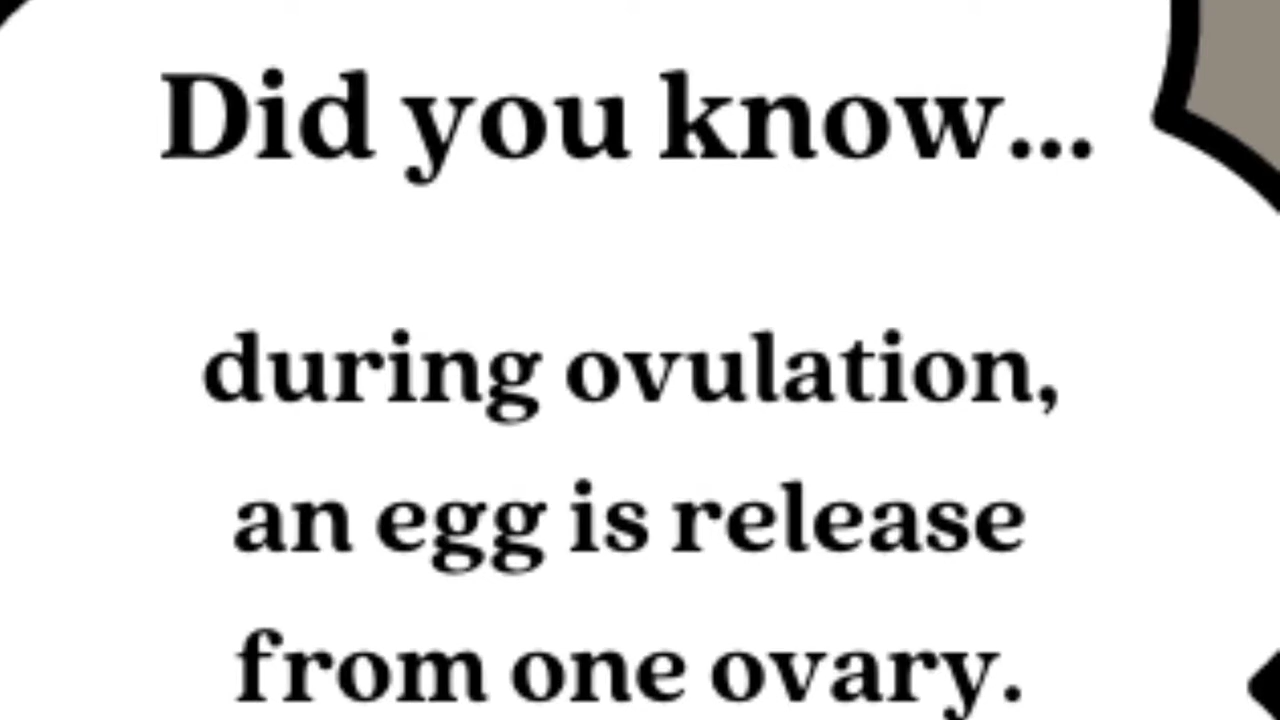 Did you know...
during ovulation,
an egg is release
from one ovary.